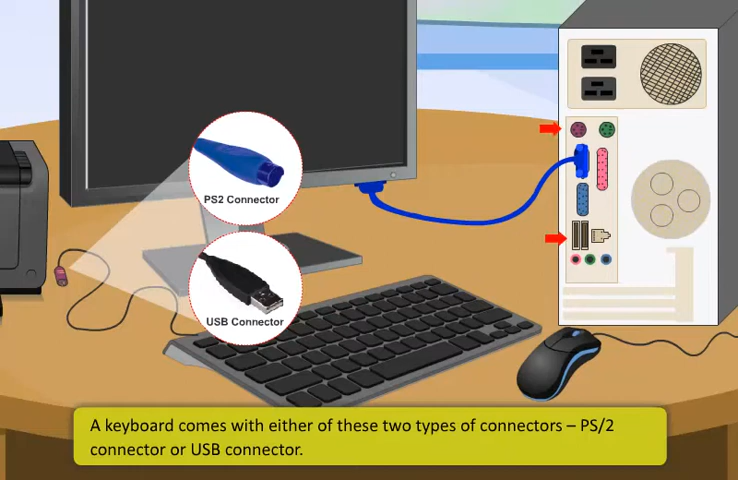 PS2 Connector
USB Connector
A keyboard comes with either of these two types of connectors – PS/2
connector or USB connector.